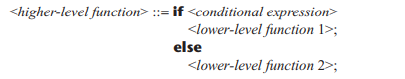 <higher-level function> ::= if <conditional expression>
<lower-level function 1>;
else
<lower-level function 2>;